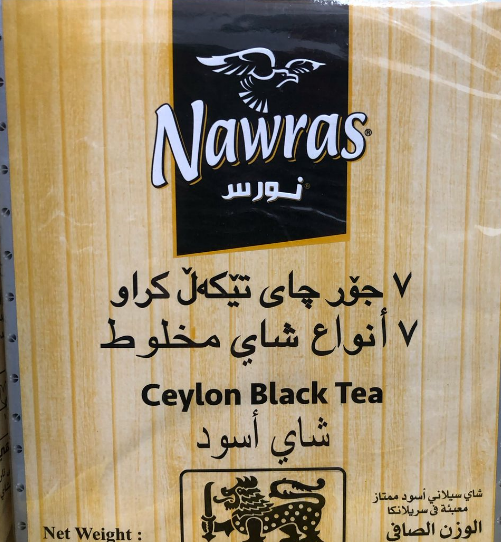 Nawras®
نورس®
٧ جۆر چای تێکەڵ کراو
٧ أنواع شاي مخلوط
Ceylon Black Tea
شاي أسود
شاي سيلاني أسود ممتاز
معبئة في سريلانكا
الوزن الصافي
Net Weight :